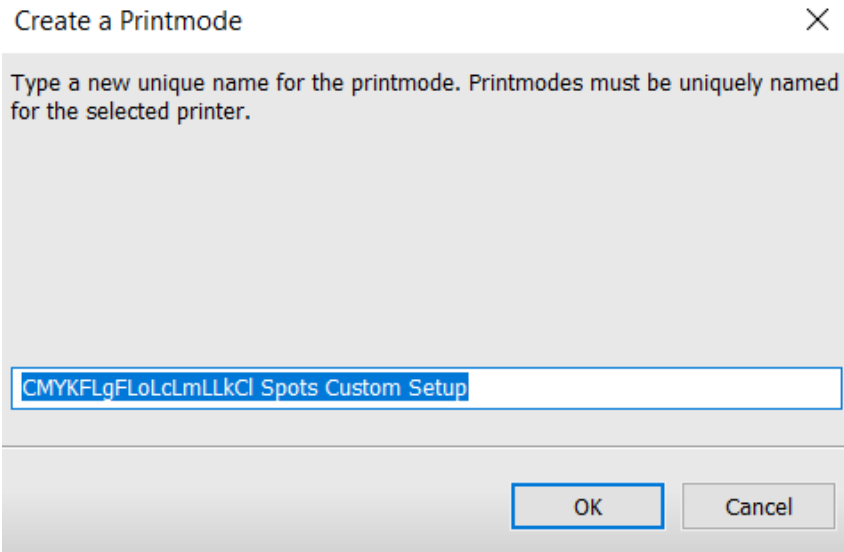 Create a Printmode
Type a new unique name for the printmode. Printmodes must be uniquely named
for the selected printer.
CMYKFLgFLoLcLmLLkCl Spots Custom Setup
OK
Cancel